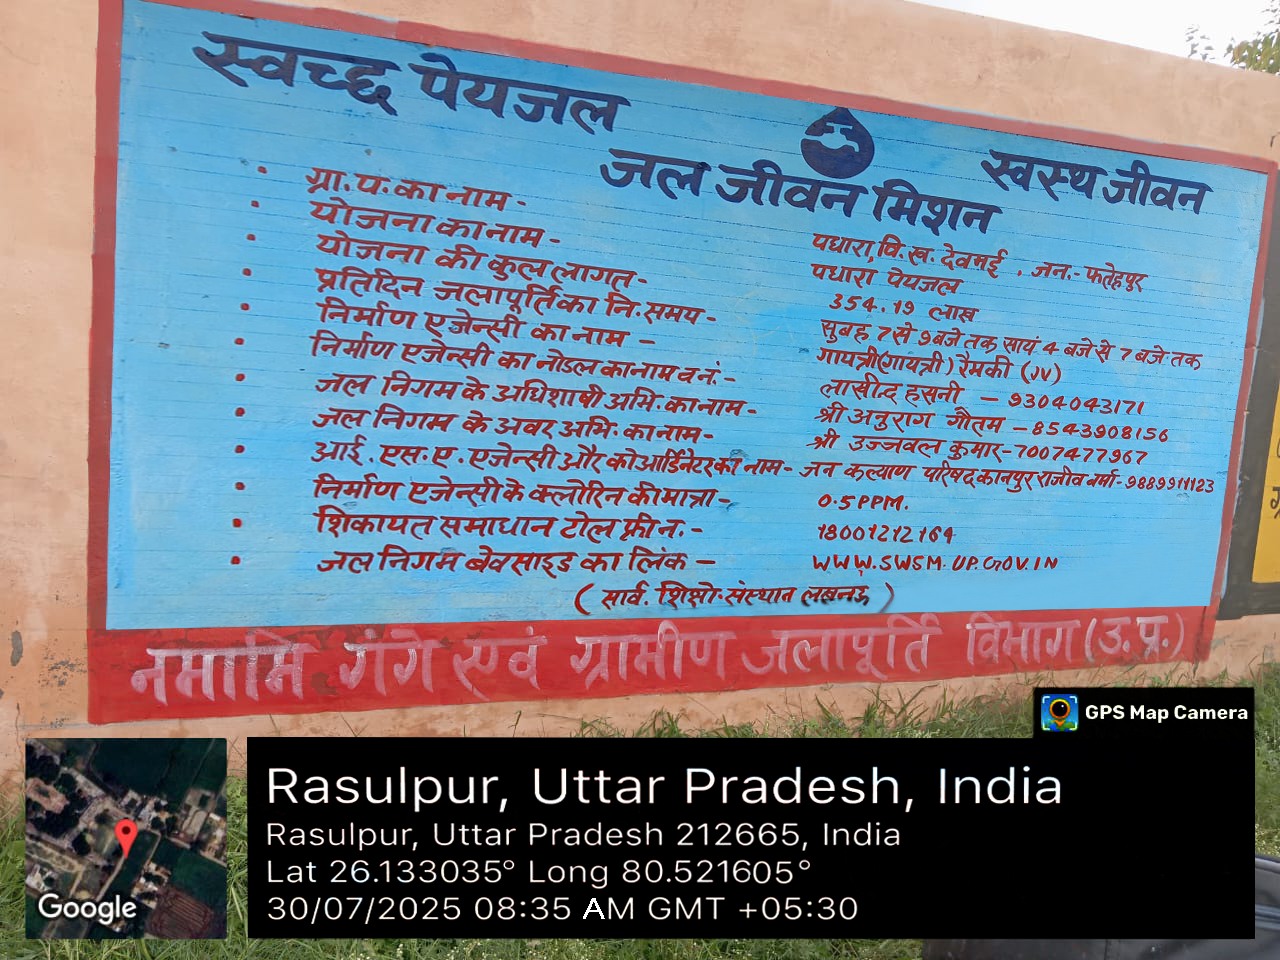 स्वच्छ पेयजल
जल जीवन मिशन
स्वस्थ जीवन
• ग्रा.प. का नाम - पधारा, वि.ख. देवमई, जन.- फतेहपुर
• योजना का नाम - पधारा पेयजल
• योजना की कुल लागत - 354.19 लाख
• प्रतिदिन जलापूर्ति का नि.समय - सुबह 7 से 9 बजे तक सायं 4 बजे से 7 बजे तक
• निर्माण एजेन्सी का नाम - गायत्री(गायत्री) रैमकी (JV)
• निर्माण एजेन्सी का नोडल का नाम व नं.- लासीद्द हसनी - 9304043171
• जल निगम के अधिशाषी अभि. का नाम - श्री अनुराग गौतम - 8543908156
• जल निगम के अवर अभि. का नाम- श्री उज्जवल कुमार-7007477967
• आई.एस.ए. एजेन्सी और कोआर्डिनेटर का नाम- जन कल्याण परिषद कानपुर राजीव वर्मा-9889911123
• निर्माण एजेन्सी के क्लोरिन की मात्रा - 0.5 PPM.
• शिकायत समाधान टोल फ्री नं.- 18001212164
• जल निगम बेवसाइड का लिंक - WWW.SWSM.UP.GOV.IN
( सार्व. शिक्षो. संस्थान लखनऊ )
नमामि गंगे एवं ग्रामीण जलापूर्ति विभाग (उ.प्र.)
GPS Map Camera
Rasulpur, Uttar Pradesh, India
Rasulpur, Uttar Pradesh 212665, India
Lat 26.133035° Long 80.521605°
30/07/2025 08:35 AM GMT +05:30
Google